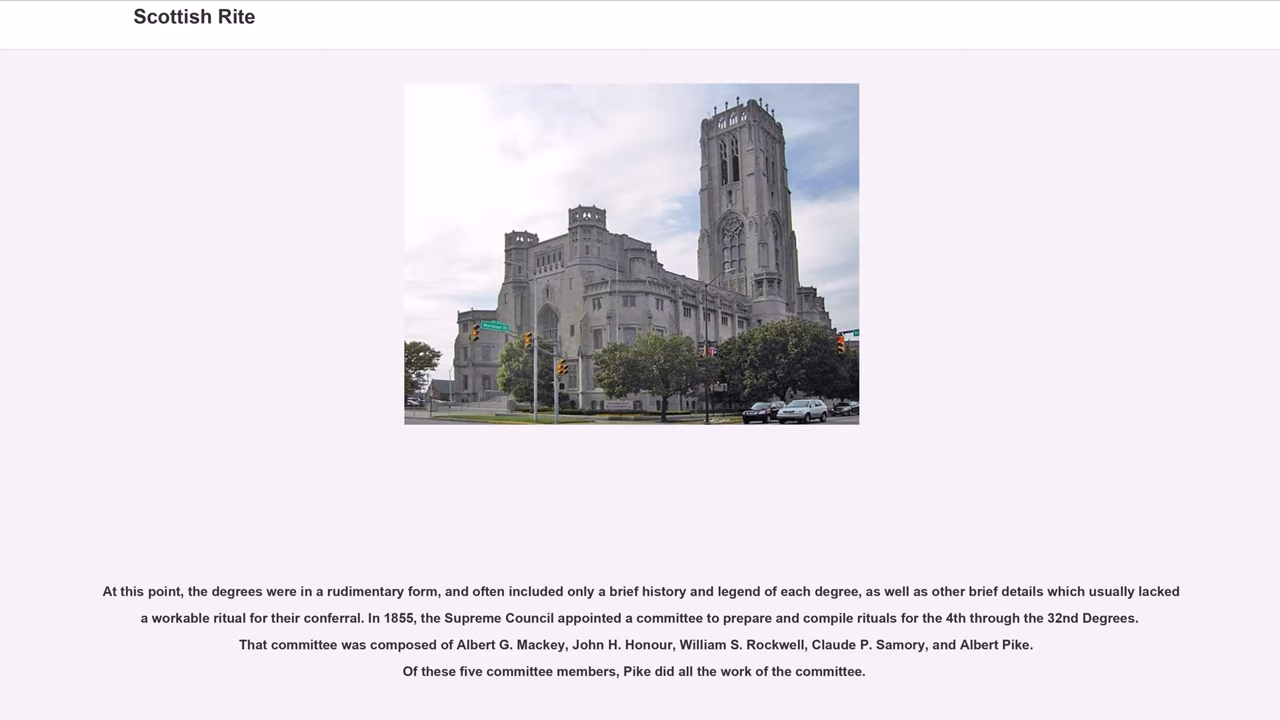 Scottish Rite
Meridian St
At this point, the degrees were in a rudimentary form, and often included only a brief history and legend of each degree, as well as other brief details which usually lacked
a workable ritual for their conferral. In 1855, the Supreme Council appointed a committee to prepare and compile rituals for the 4th through the 32nd Degrees.
That committee was composed of Albert G. Mackey, John H. Honour, William S. Rockwell, Claude P. Samory, and Albert Pike.
Of these five committee members, Pike did all the work of the committee.